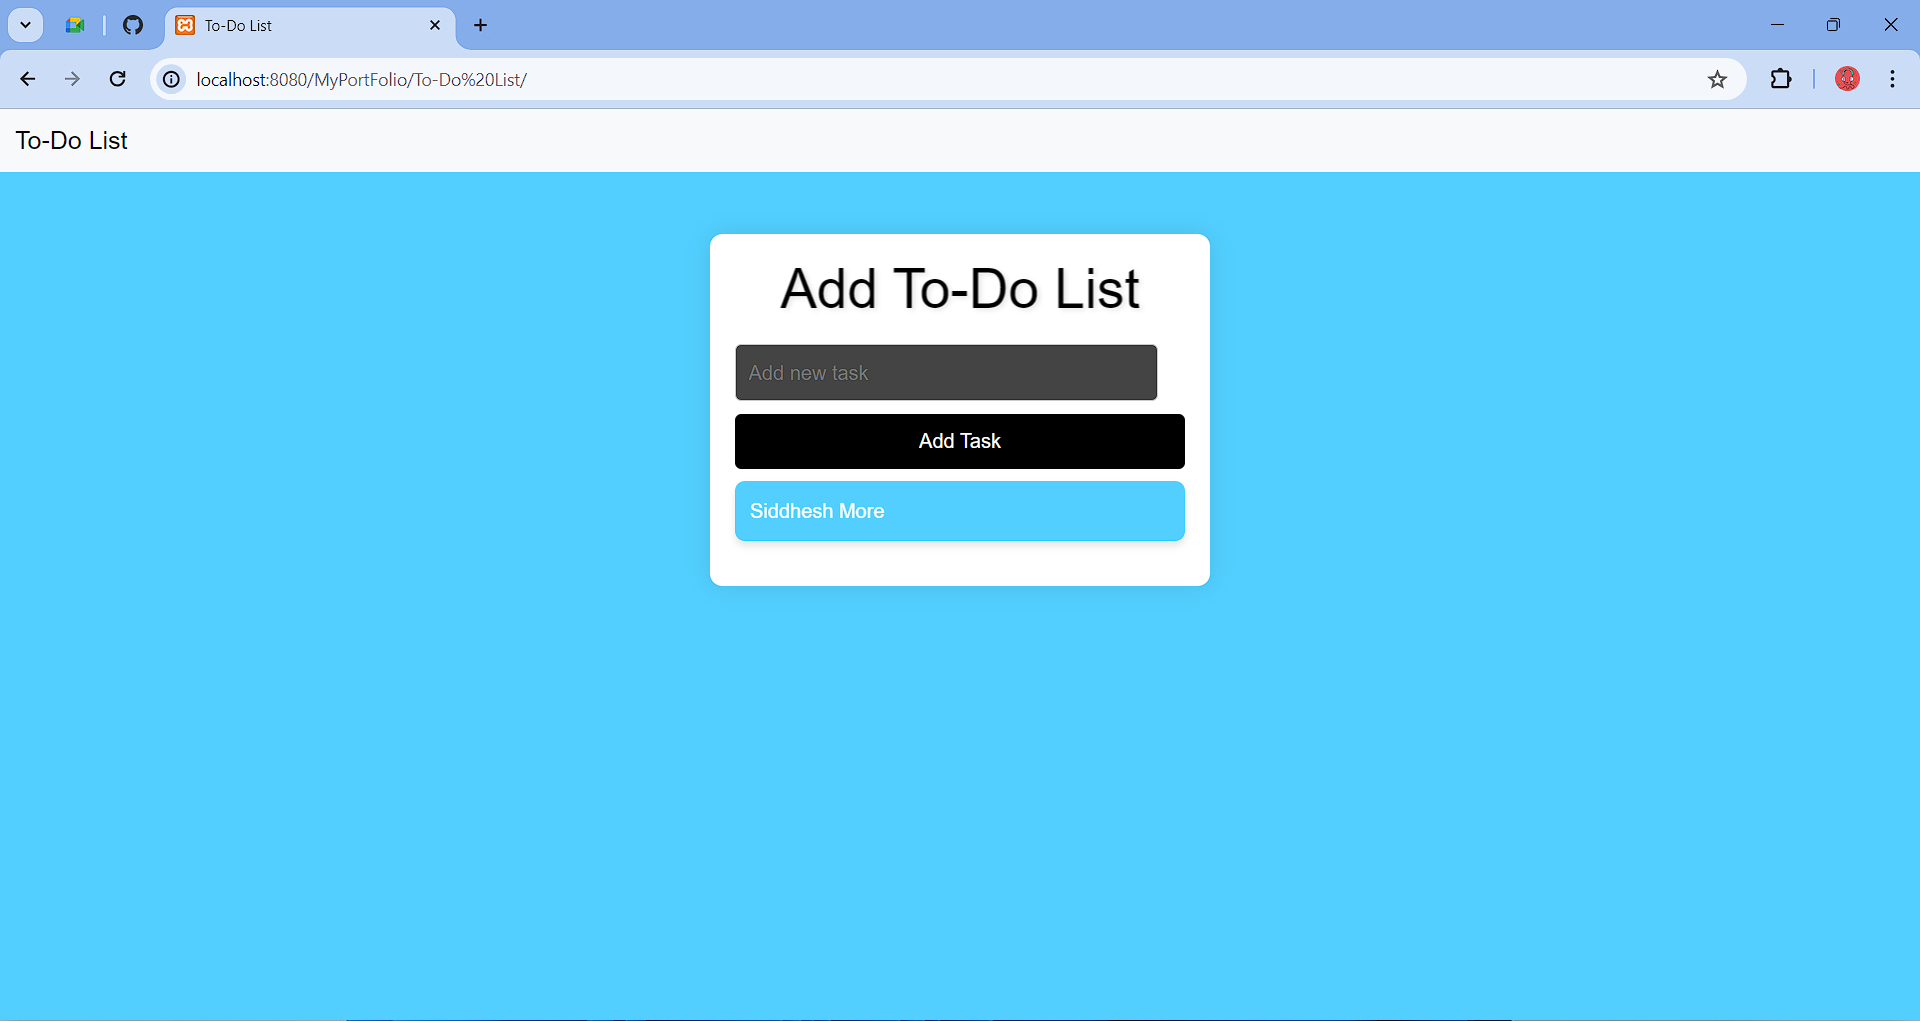 To-Do List
localhost:8080/MyPortFolio/To-Do%20List/
To-Do List
Add To-Do List
Add new task
Add Task
Siddhesh More